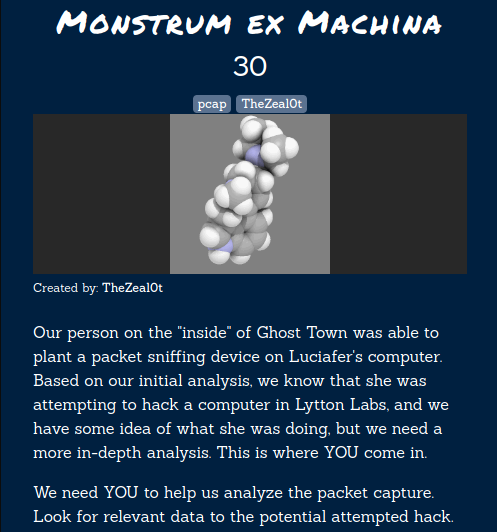 Monstrum ex Machina
30
pcap TheZeal0t
Created by: TheZeal0t
Our person on the "inside" of Ghost Town was able to
plant a packet sniffing device on Luciafer's computer.
Based on our initial analysis, we know that she was
attempting to hack a computer in Lytton Labs, and we
have some idea of what she was doing, but we need a
more in-depth analysis. This is where YOU come in.
We need YOU to help us analyze the packet capture.
Look for relevant data to the potential attempted hack.